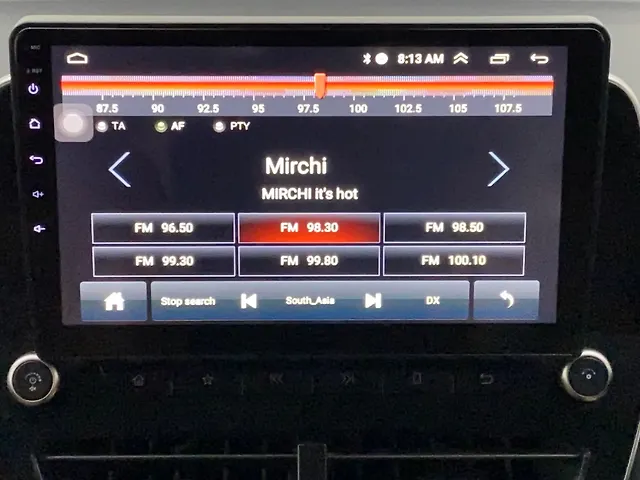 MIC
8:13 AM
RST
87.5 90 92.5 95 97.5 100 102.5 105 107.5
TA AF PTY
Mirchi
MIRCHI it's hot
FM 96.50 FM 98.30 FM 98.50
FM 99.30 FM 99.80 FM 100.10
Stop search South_Asia DX